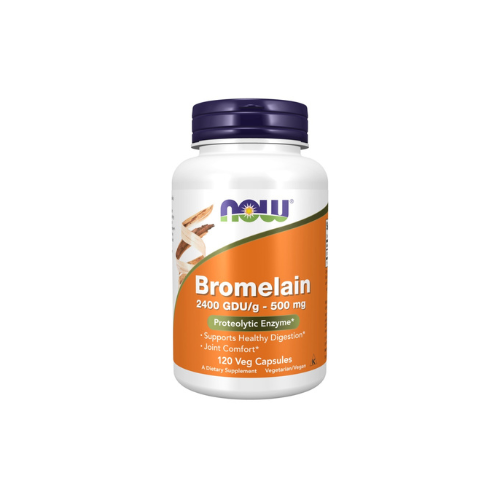 NOW
Bromelain
2400 GDU/g - 500 mg
Proteolytic Enzyme*
• Supports Healthy Digestion*
• Joint Comfort*
120 Veg Capsules
A Dietary Supplement Vegetarian/Vegan